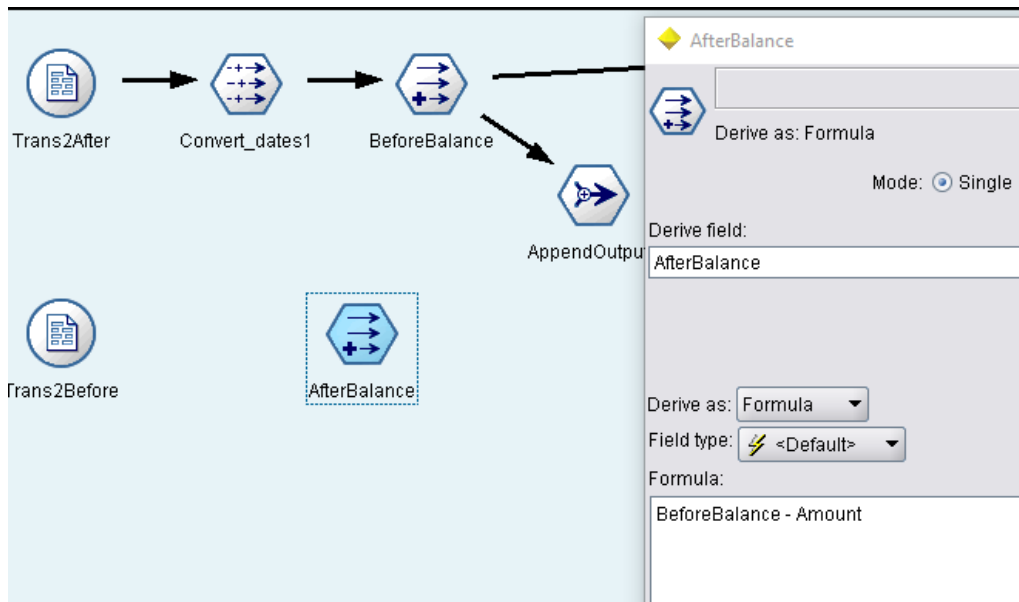 AfterBalance
Derive as: Formula
Mode: Single
Trans2After
Convert_dates1
BeforeBalance
AppendOutpu
Derive field:
AfterBalance
Trans2Before
AfterBalance
Derive as: Formula
Field type: <Default>
Formula:
BeforeBalance - Amount